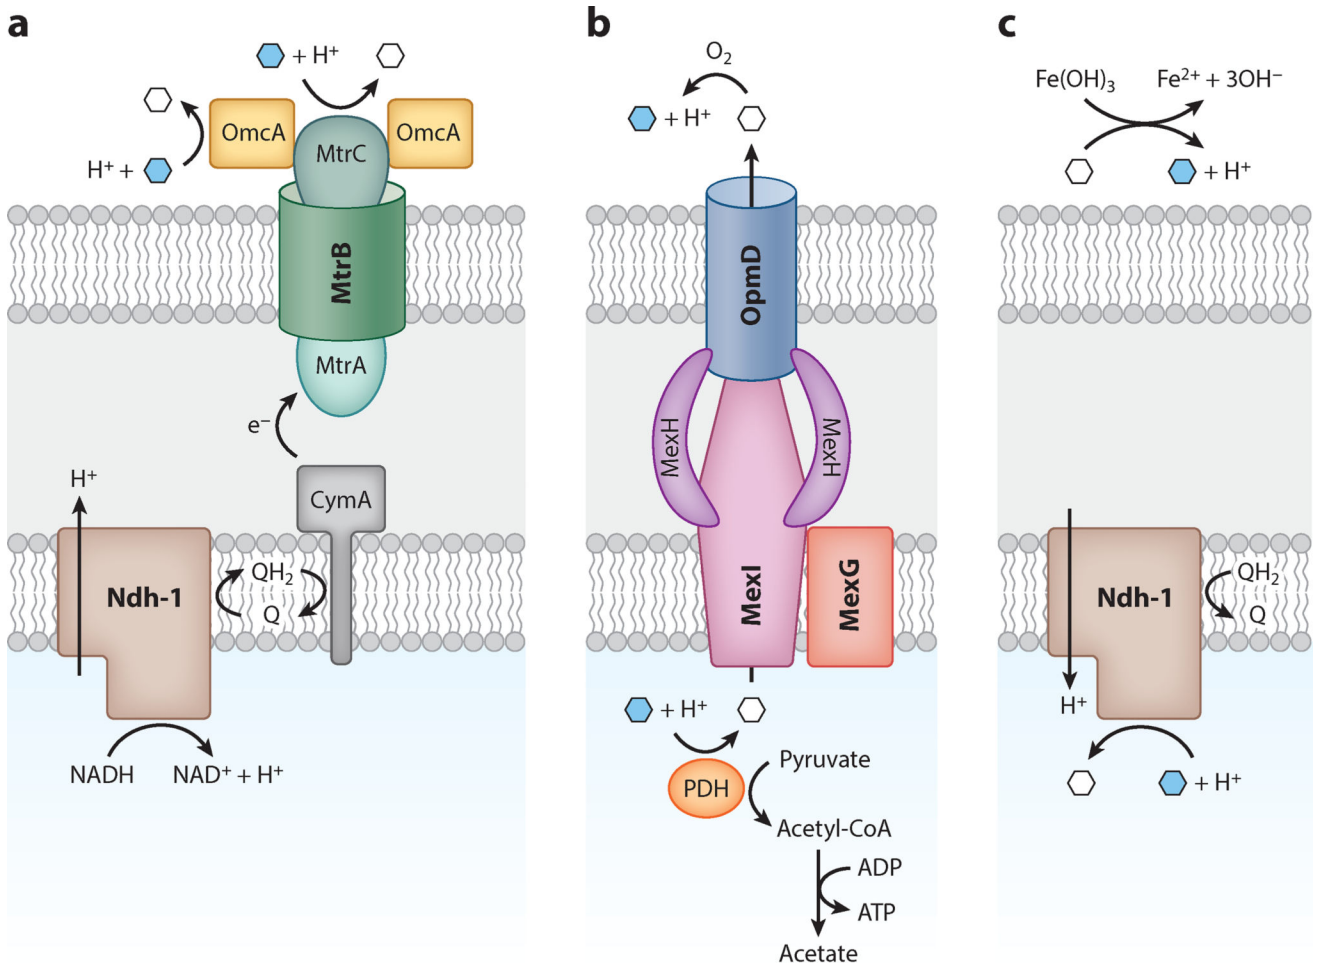 a
+ H⁺
OmcA
MtrC
OmcA
H⁺ +
MtrB
MtrA
e⁻
H⁺
CymA
Ndh-1
QH₂
Q
NADH
NAD⁺ + H⁺
b
O₂
+ H⁺
OpmD
MexH
MexH
MexI
MexG
+ H⁺
PDH
Pyruvate
Acetyl-CoA
ADP
ATP
Acetate
c
Fe(OH)₃
Fe²⁺ + 3OH⁻
+ H⁺
Ndh-1
QH₂
Q
H⁺
+ H⁺